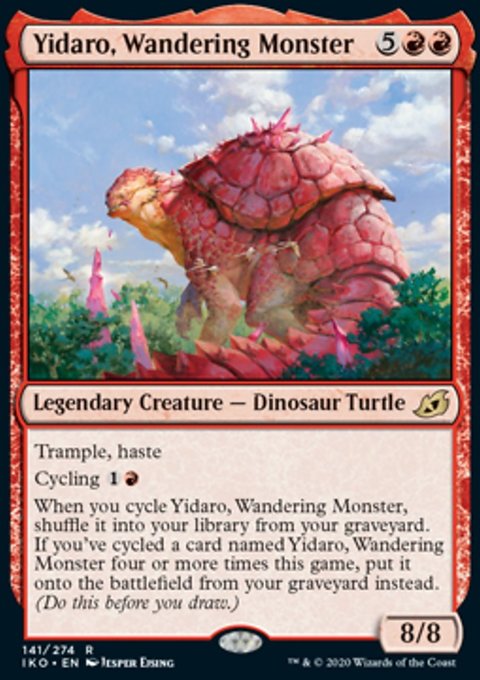 Yidaro, Wandering Monster 5
Legendary Creature — Dinosaur Turtle
Trample, haste
Cycling 1
When you cycle Yidaro, Wandering Monster,
shuffle it into your library from your graveyard.
If you've cycled a card named Yidaro, Wandering
Monster four or more times this game, put it
onto the battlefield from your graveyard instead.
(Do this before you draw.)
8/8
141/274 R
IKO • EN Jesper Eising
™ & © 2020 Wizards of the Coast